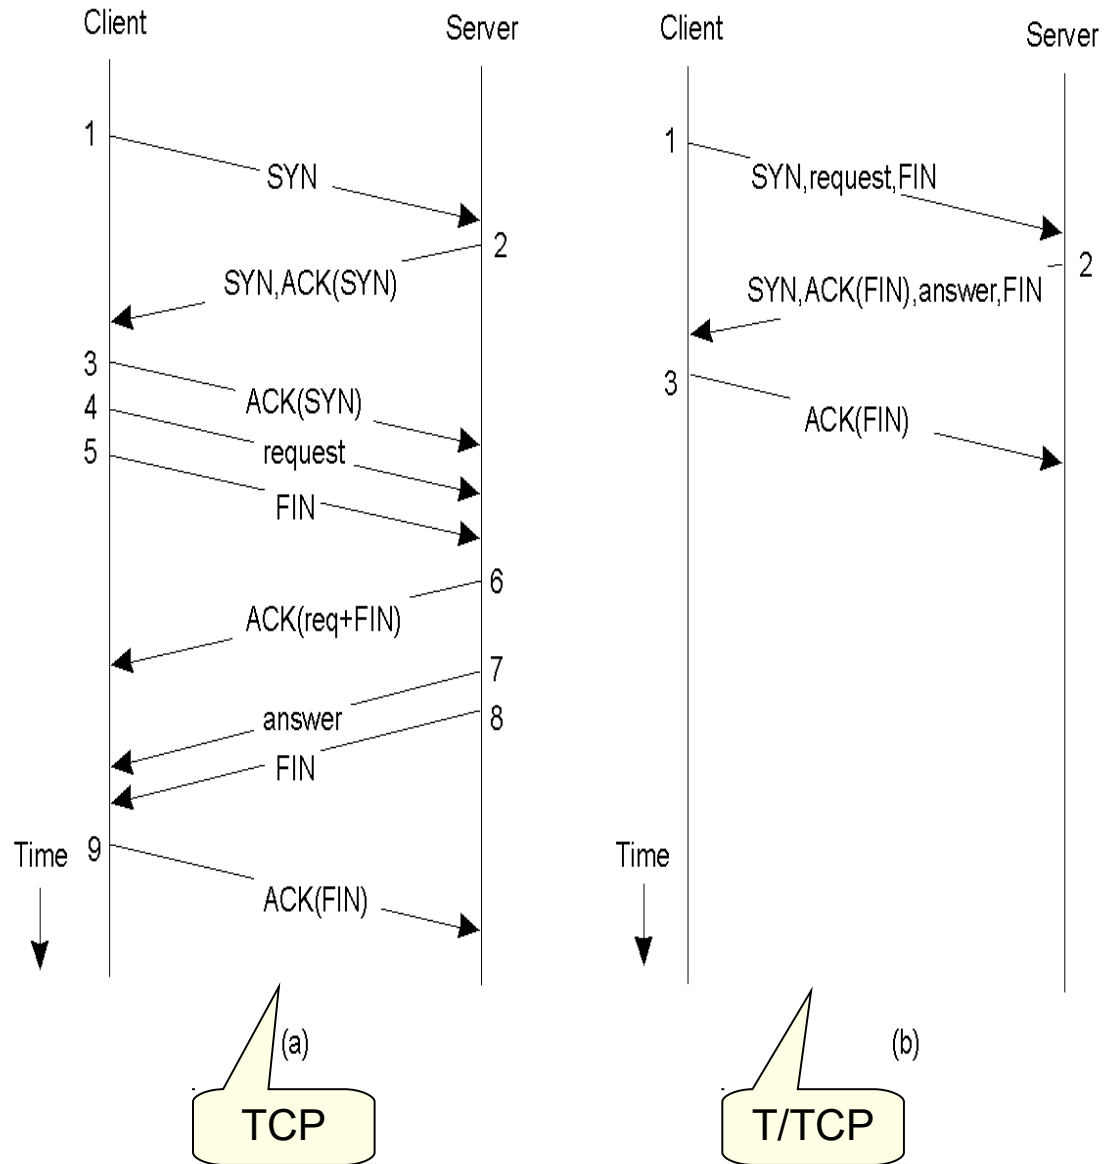 Client
Server
1
SYN
2
SYN,ACK(SYN)
3
ACK(SYN)
4
request
5
FIN
6
ACK(req+FIN)
7
answer
8
FIN
9
ACK(FIN)
Time
(a)
TCP
Client
Server
1
SYN,request,FIN
2
SYN,ACK(FIN),answer,FIN
3
ACK(FIN)
Time
(b)
T/TCP